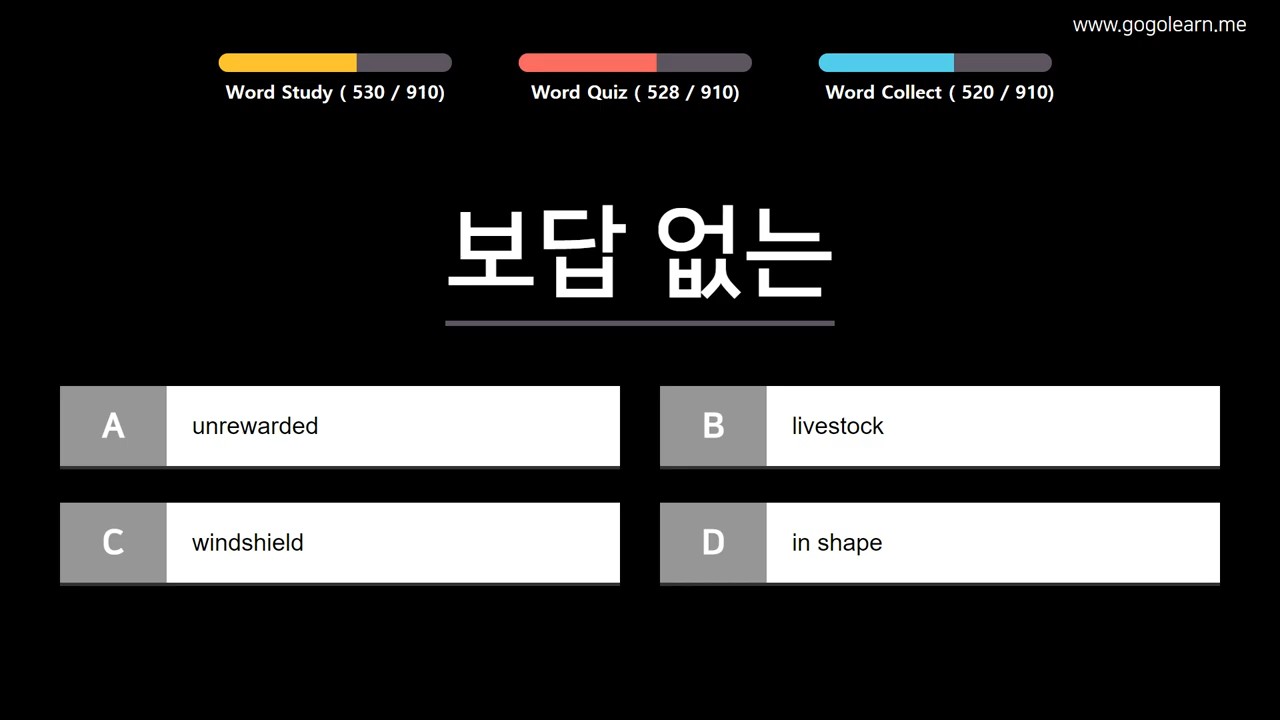 www.gogolearn.me
Word Study ( 530 / 910)
Word Quiz ( 528 / 910)
Word Collect ( 520 / 910)
보답 없는
A unrewarded
B livestock
C windshield
D in shape